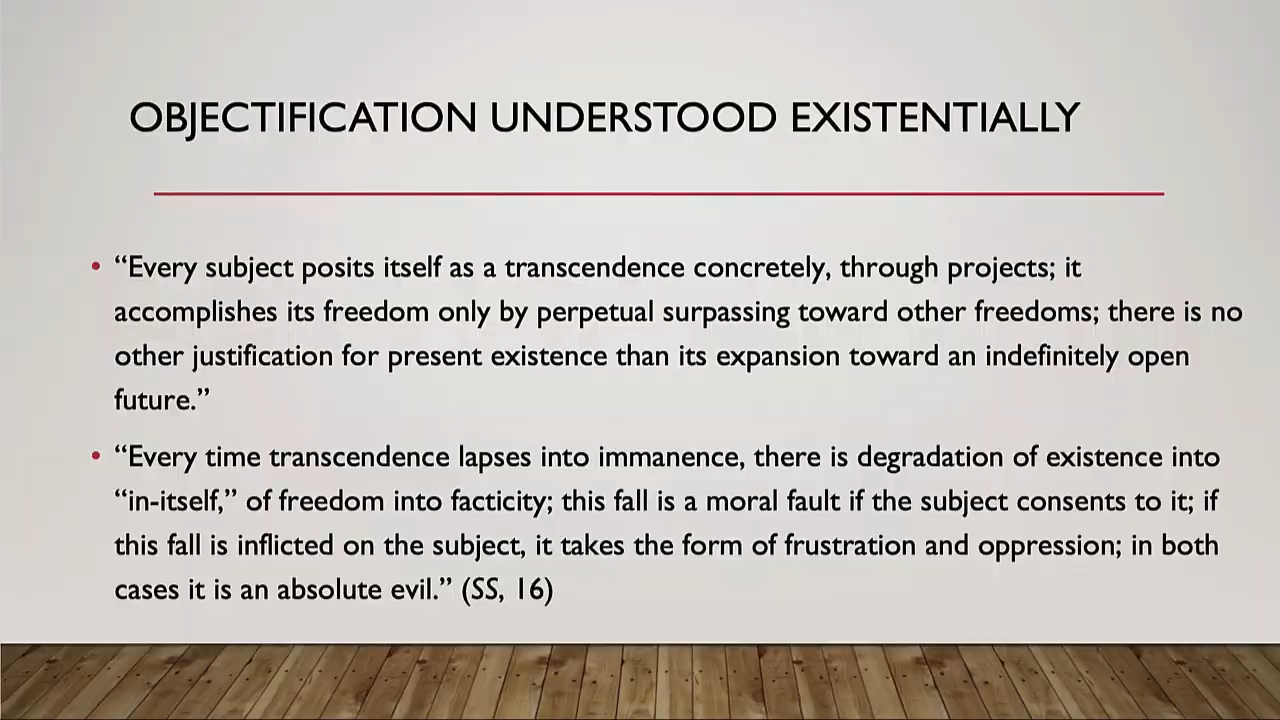 OBJECTIFICATION UNDERSTOOD EXISTENTIALLY
• “Every subject posits itself as a transcendence concretely, through projects; it
accomplishes its freedom only by perpetual surpassing toward other freedoms; there is no
other justification for present existence than its expansion toward an indefinitely open
future.”
• “Every time transcendence lapses into immanence, there is degradation of existence into
“in-itself,” of freedom into facticity; this fall is a moral fault if the subject consents to it; if
this fall is inflicted on the subject, it takes the form of frustration and oppression; in both
cases it is an absolute evil.” (SS, 16)